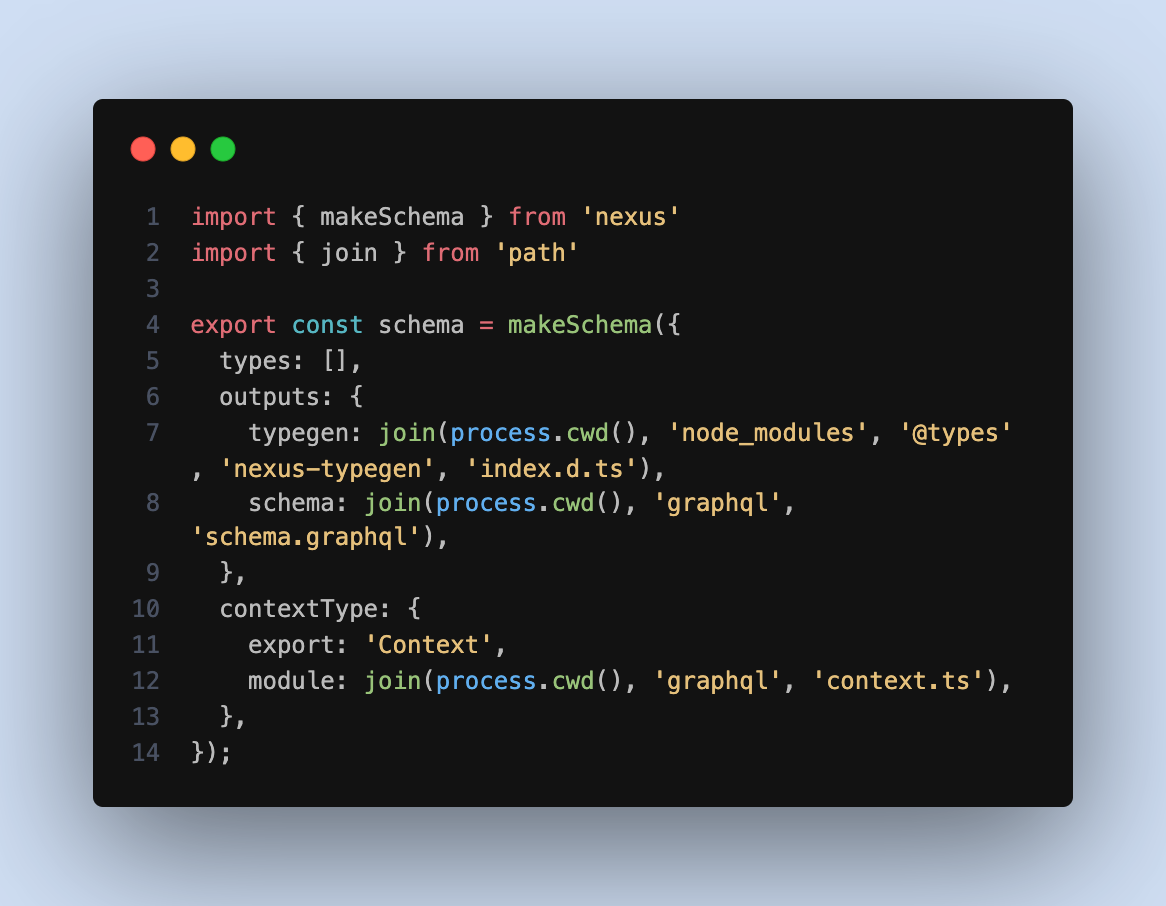 1 import { makeSchema } from 'nexus'
2 import { join } from 'path'
3
4 export const schema = makeSchema({
5   types: [],
6   outputs: {
7     typegen: join(process.cwd(), 'node_modules', '@types'
, 'nexus-typegen', 'index.d.ts'),
8     schema: join(process.cwd(), 'graphql',
'schema.graphql'),
9   },
10   contextType: {
11     export: 'Context',
12     module: join(process.cwd(), 'graphql', 'context.ts'),
13   },
14 });